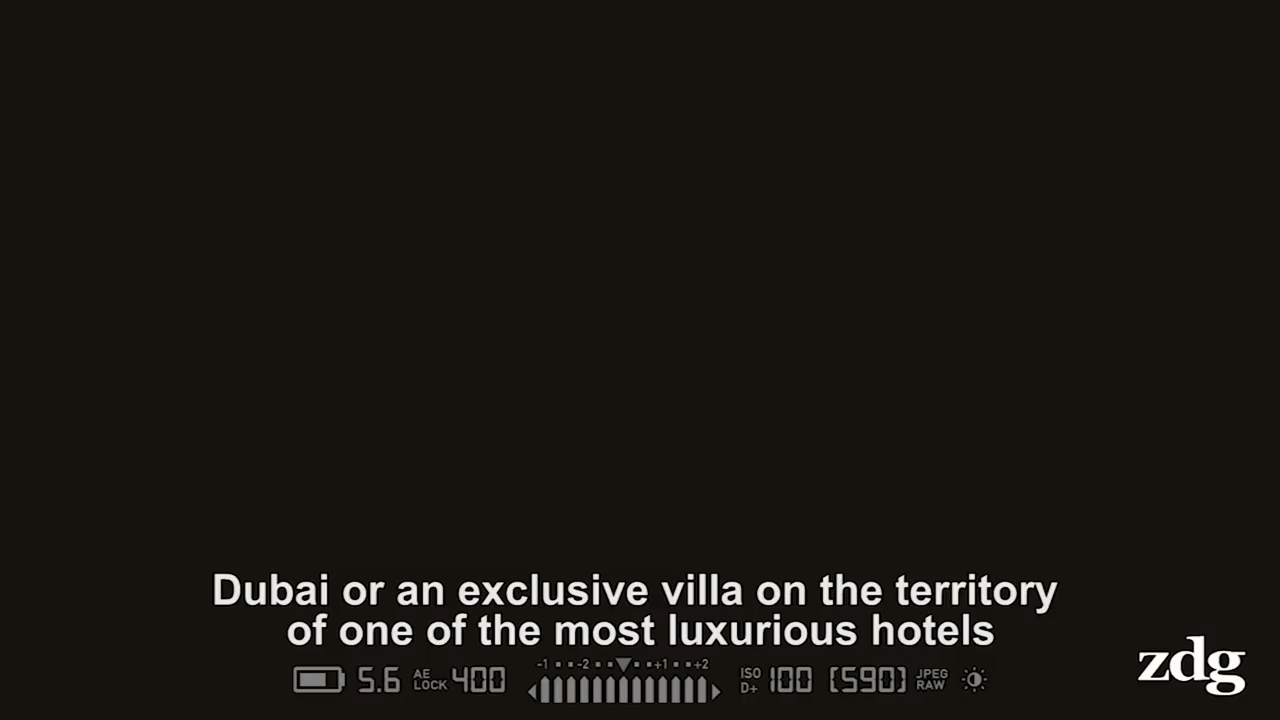 Dubai or an exclusive villa on the territory
of one of the most luxurious hotels
-1 -2 +1 +2
5.6 AE LOCK 400 ISO D+ 100 [590] JPEG RAW
zdg